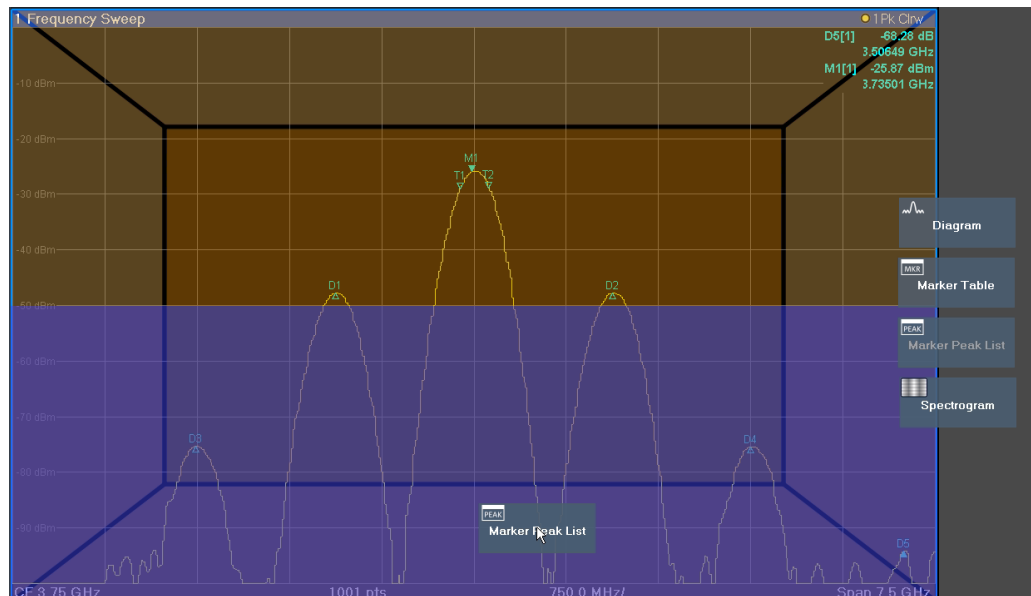 1 Frequency Sweep
1Pk Clrw
D5[1] -68.28 dB
3.50649 GHz
M1[1] -25.87 dBm
3.73501 GHz
-10 dBm
-20 dBm
M1
T1 T2
-30 dBm
-40 dBm
D1 D2
-50 dBm
-60 dBm
-70 dBm
D3 D4
-80 dBm
-90 dBm
D5
CF 3.75 GHz 1001 pts 750.0 MHz/ Span 7.5 GHz
PEAK
Marker Peak List
Diagram
MKR
Marker Table
PEAK
Marker Peak List
Spectrogram